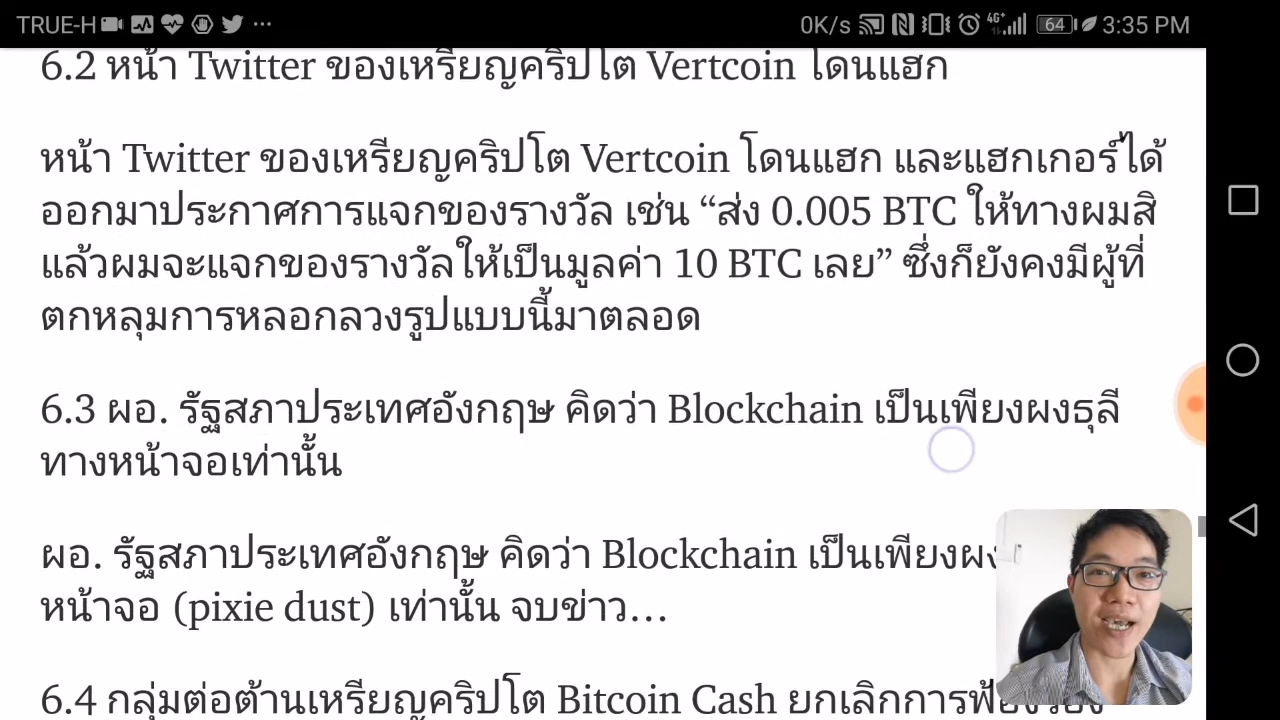 TRUE-H
0K/s
4G+
64
3:35 PM
6.2 หน้า Twitter ของเหรียญคริปโต Vertcoin โดนแฮก
หน้า Twitter ของเหรียญคริปโต Vertcoin โดนแฮก และแฮกเกอร์ได้
ออกมาประกาศการแจกของรางวัล เช่น “ส่ง 0.005 BTC ให้ทางผมสิ
แล้วผมจะแจกของรางวัลให้เป็นมูลค่า 10 BTC เลย” ซึ่งก็ยังคงมีผู้ที่
ตกหลุมการหลอกลวงรูปแบบนี้มาตลอด
6.3 ผอ. รัฐสภาประเทศอังกฤษ คิดว่า Blockchain เป็นเพียงผงธุลี
ทางหน้าจอเท่านั้น
ผอ. รัฐสภาประเทศอังกฤษ คิดว่า Blockchain เป็นเพียงผง
หน้าจอ (pixie dust) เท่านั้น จบข่าว…
6.4 กลุ่มต่อต้านเหรียญคริปโต Bitcoin Cash ยกเลิกการ